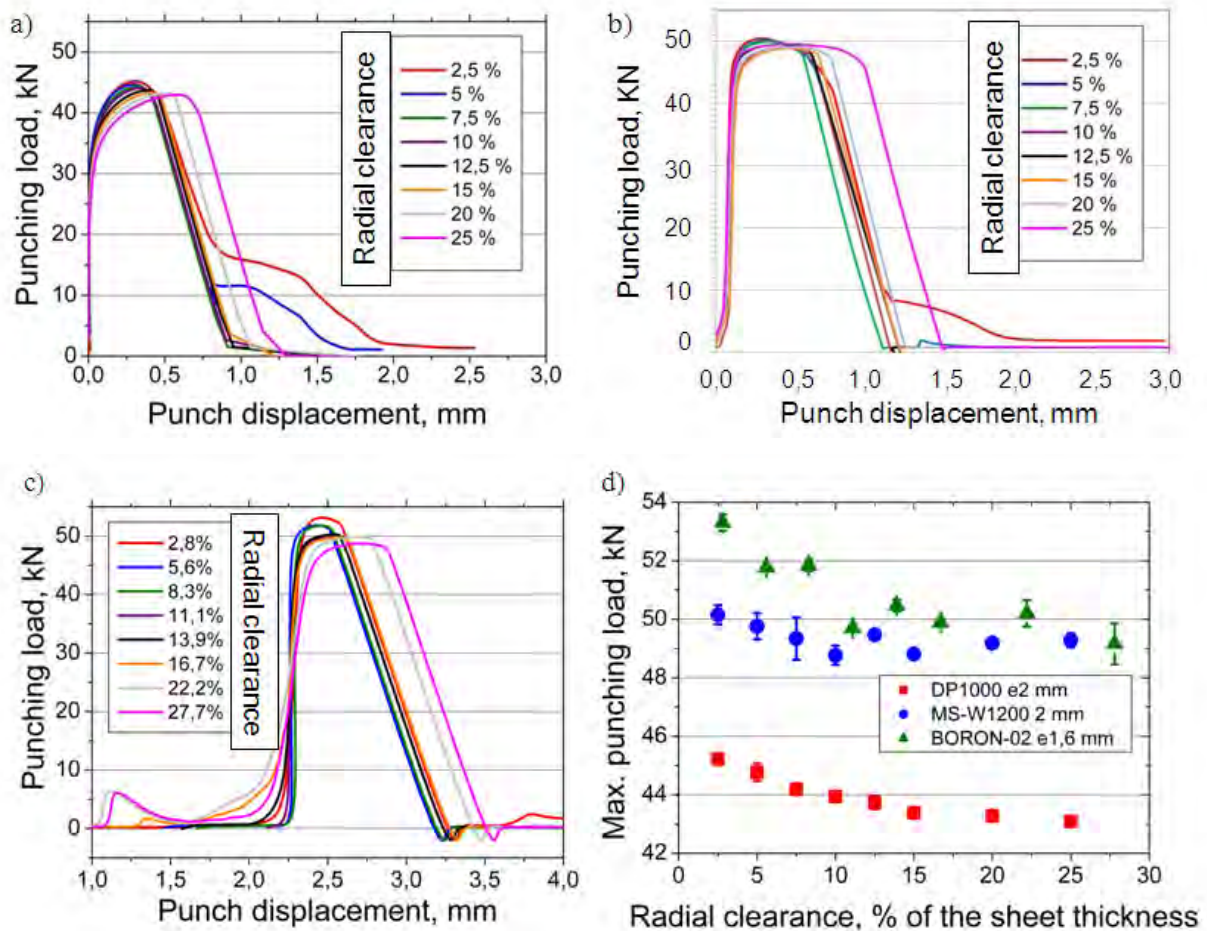 a)
Punching load, kN
50
40
30
20
10
0
0,0 0,5 1,0 1,5 2,0 2,5 3,0
Punch displacement, mm
Radial clearance
2,5 %
5 %
7,5 %
10 %
12,5 %
15 %
20 %
25 %
b)
Punching load, KN
50
40
30
20
10
0
0,0 0,5 1,0 1,5 2,0 2,5 3,0
Punch displacement, mm
Radial clearance
2,5 %
5 %
7,5 %
10 %
12,5 %
15 %
20 %
25 %
c)
Punching load, kN
50
40
30
20
10
0
1,0 1,5 2,0 2,5 3,0 3,5 4,0
Punch displacement, mm
2,8%
5,6%
8,3%
11,1%
13,9%
16,7%
22,2%
27,7%
Radial clearance
d)
Max. punching load, kN
54
52
50
48
46
44
42
0 5 10 15 20 25 30
Radial clearance, % of the sheet thickness
DP1000 e2 mm
MS-W1200 2 mm
BORON-02 e1,6 mm